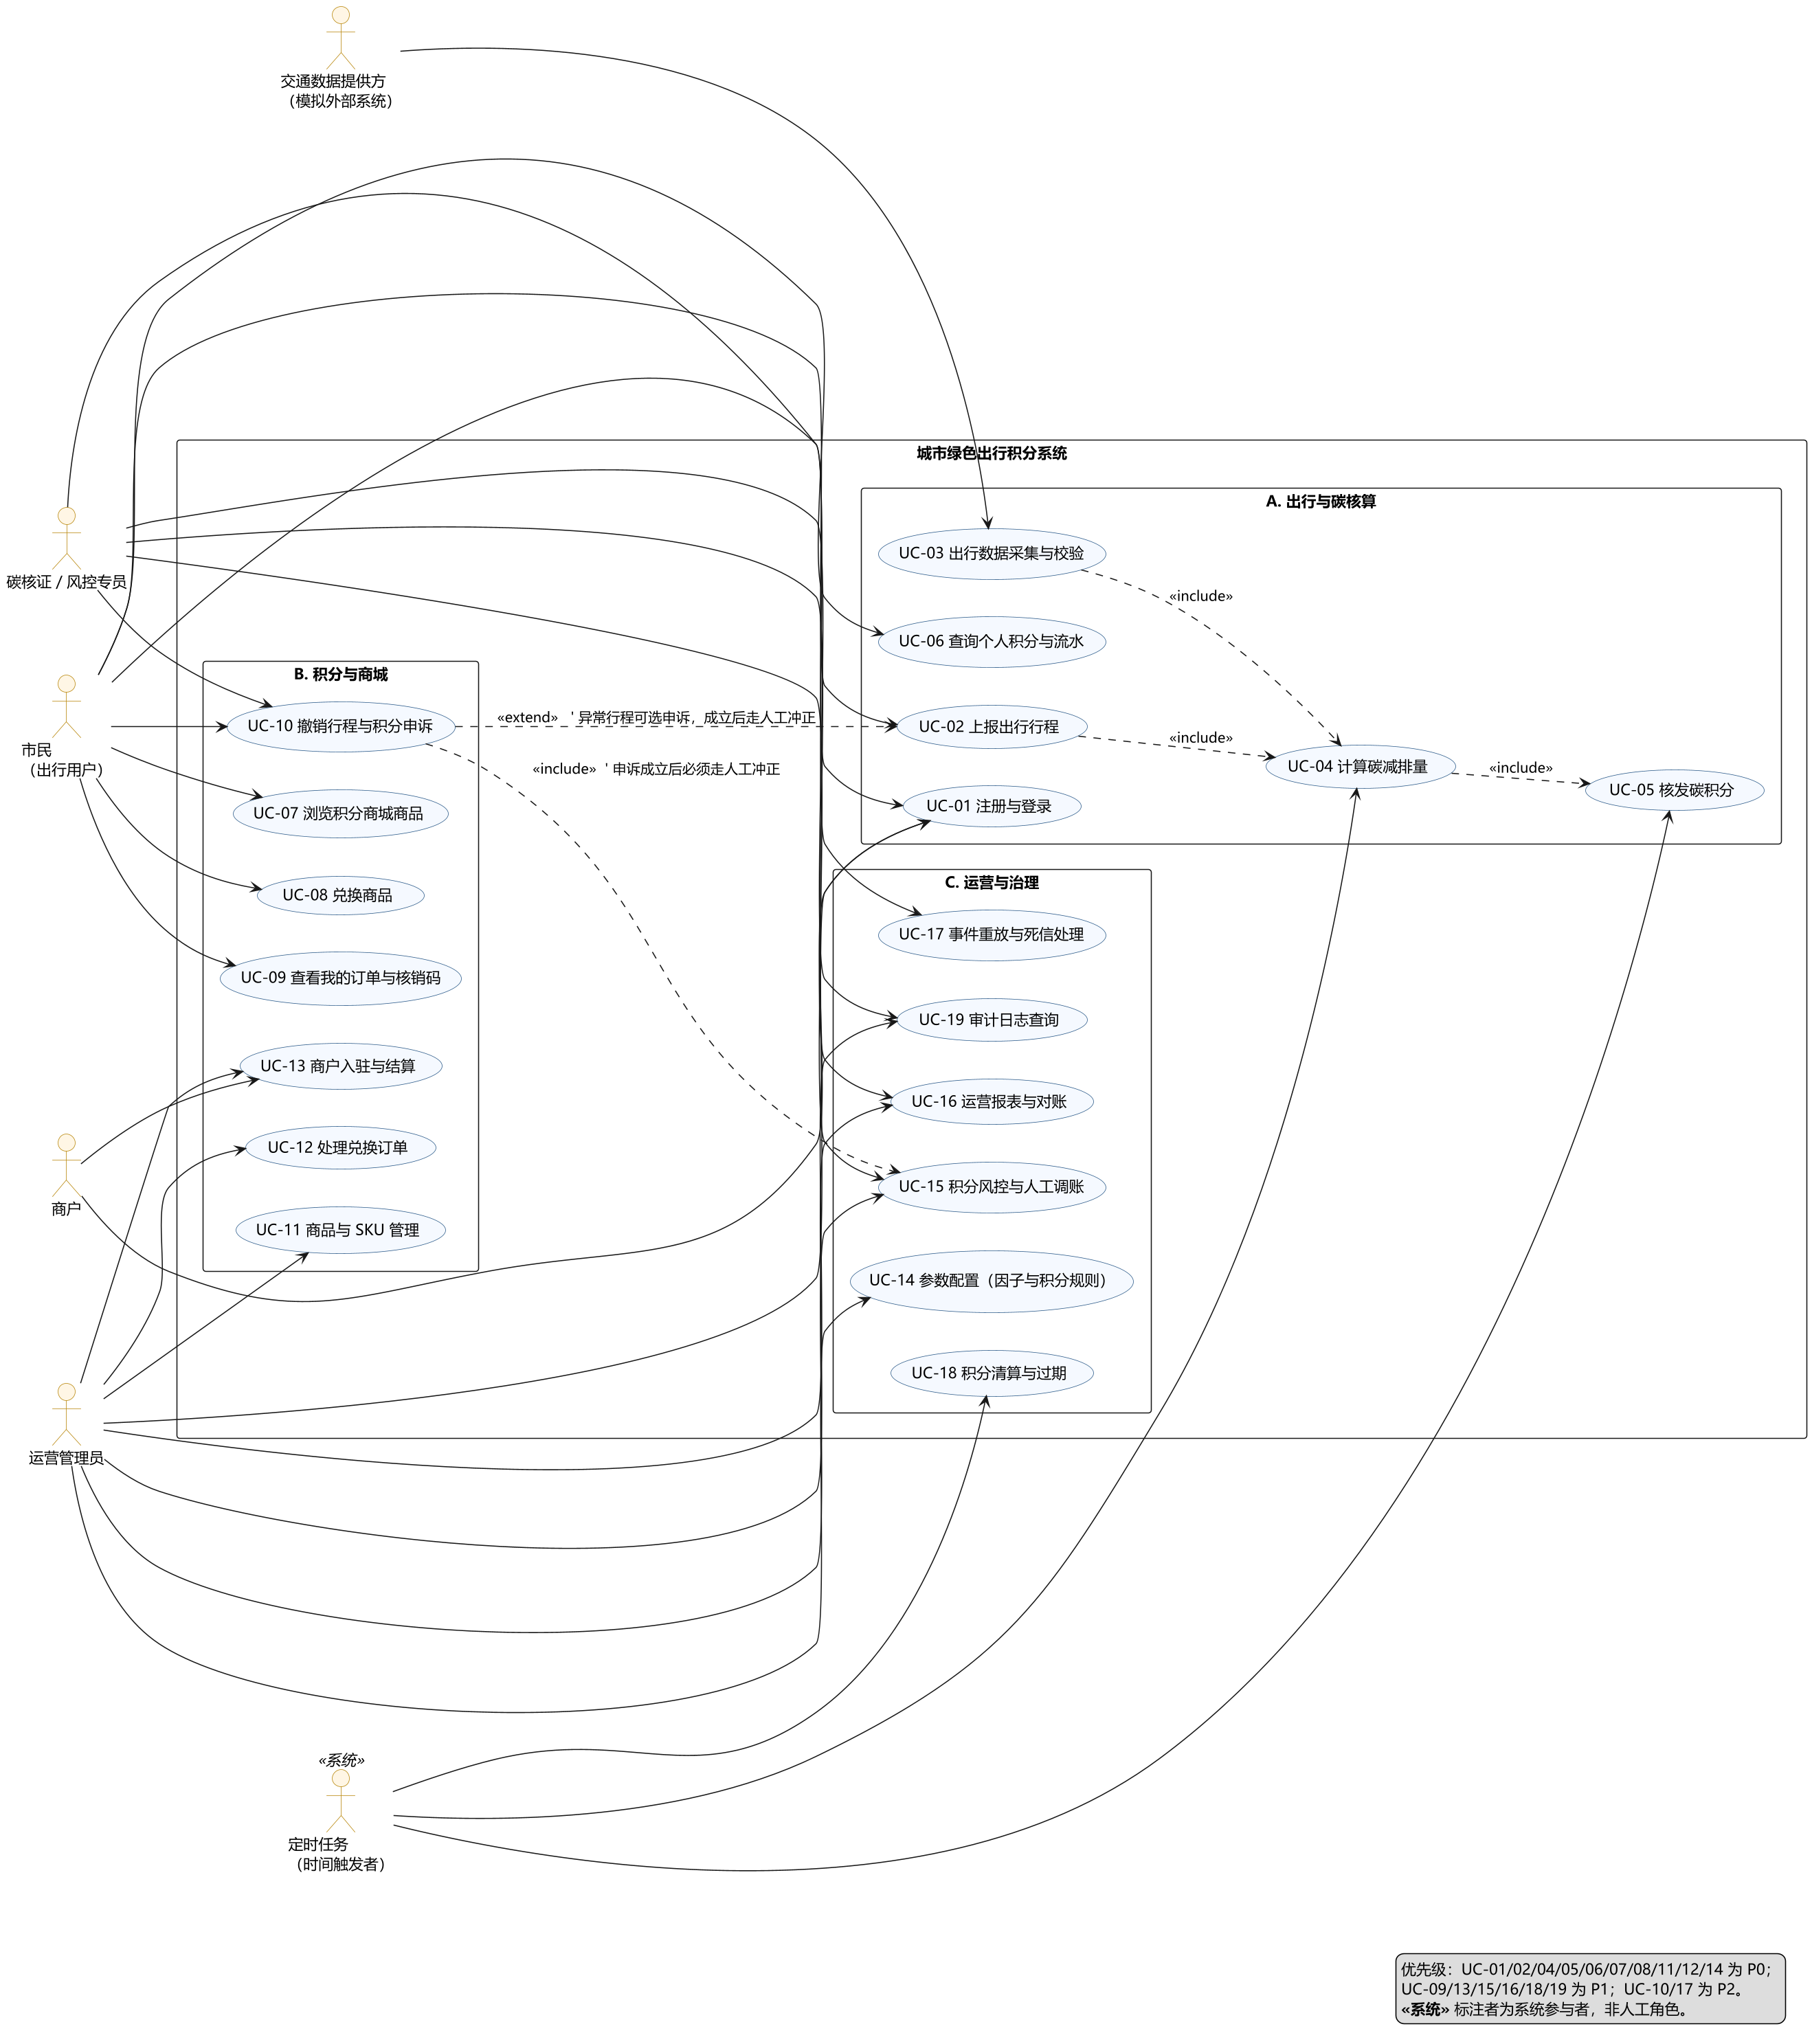 交通数据提供方
（模拟外部系统）
城市绿色出行积分系统
A. 出行与碳核算
UC-03 出行数据采集与校验
碳核证 / 风控专员
«include»
UC-06 查询个人积分与流水
B. 积分与商城
UC-10 撤销行程与积分申诉
«extend» ' 异常行程可选申诉，成立后走人工冲正
UC-02 上报出行行程
«include»
市民
（出行用户）
«include» ' 申诉成立后必须走人工冲正
UC-04 计算碳减排量
«include»
UC-05 核发碳积分
UC-07 浏览积分商城商品
UC-01 注册与登录
C. 运营与治理
UC-08 兑换商品
UC-17 事件重放与死信处理
UC-09 查看我的订单与核销码
UC-19 审计日志查询
UC-13 商户入驻与结算
UC-16 运营报表与对账
UC-12 处理兑换订单
UC-15 积分风控与人工调账
商户
UC-11 商品与 SKU 管理
UC-14 参数配置（因子与积分规则）
UC-18 积分清算与过期
运营管理员
«系统»
定时任务
（时间触发者）
优先级：UC-01/02/04/05/06/07/08/11/12/14 为 P0；
UC-09/13/15/16/18/19 为 P1；UC-10/17 为 P2。
«系统» 标注者为系统参与者，非人工角色。